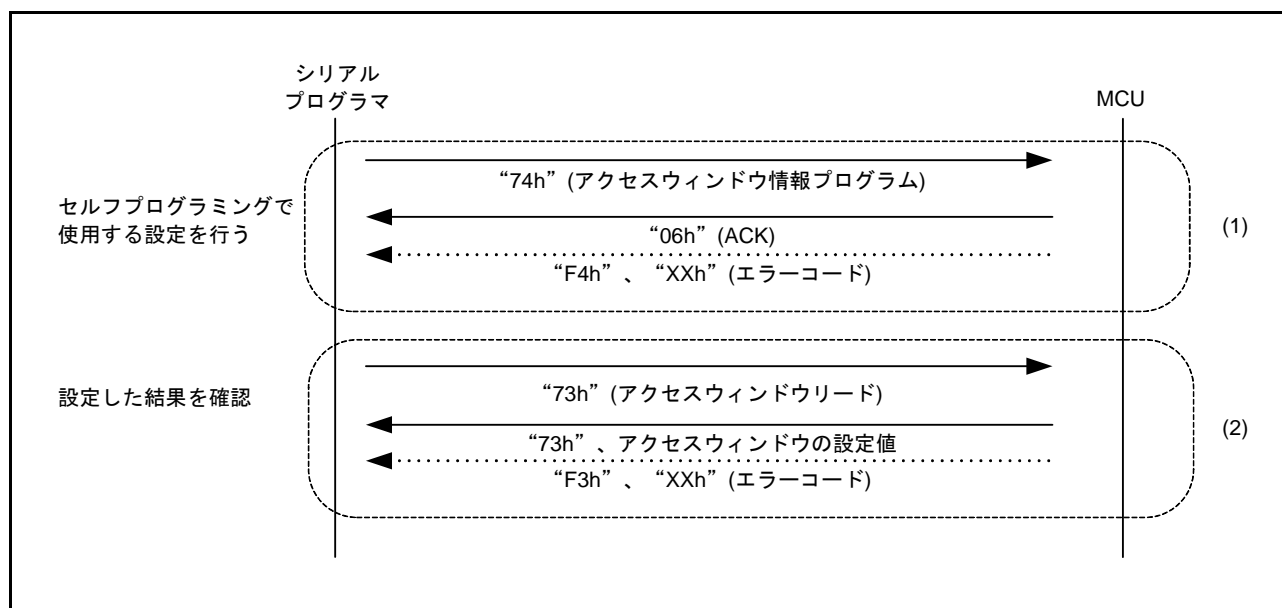 シリアル
プログラマ
MCU
“74h” (アクセスウィンドウ情報プログラム)
セルフプログラミングで
使用する設定を行う
“06h” (ACK)
(1)
“F4h” 、 “XXh” (エラーコード)
“73h” (アクセスウィンドウリード)
設定した結果を確認
“73h” 、アクセスウィンドウの設定値
(2)
“F3h” 、 “XXh” (エラーコード)